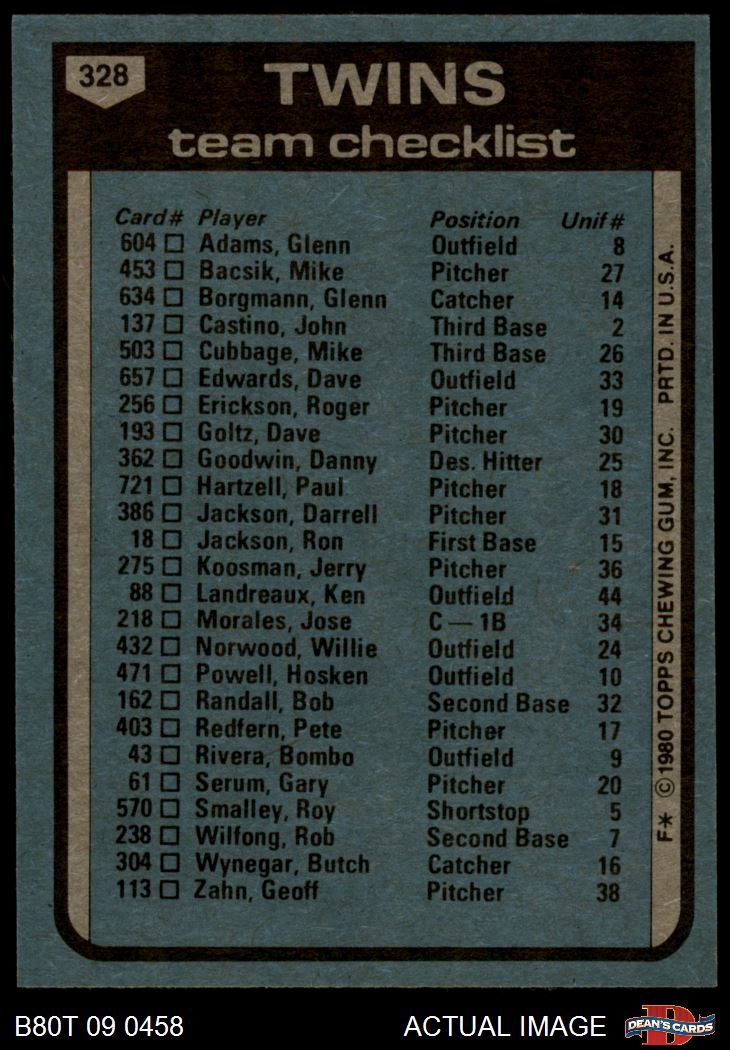 328
TWINS
team checklist
Card# Player Position Unif#
604 □ Adams, Glenn Outfield 8
453 □ Bacsik, Mike Pitcher 27
634 □ Borgmann, Glenn Catcher 14
137 □ Castino, John Third Base 2
503 □ Cubbage, Mike Third Base 26
657 □ Edwards, Dave Outfield 33
256 □ Erickson, Roger Pitcher 19
193 □ Goltz, Dave Pitcher 30
362 □ Goodwin, Danny Des. Hitter 25
721 □ Hartzell, Paul Pitcher 18
386 □ Jackson, Darrell Pitcher 31
18 □ Jackson, Ron First Base 15
275 □ Koosman, Jerry Pitcher 36
88 □ Landreaux, Ken Outfield 44
218 □ Morales, Jose C — 1B 34
432 □ Norwood, Willie Outfield 24
471 □ Powell, Hosken Outfield 10
162 □ Randall, Bob Second Base 32
403 □ Redfern, Pete Pitcher 17
43 □ Rivera, Bombo Outfield 9
61 □ Serum, Gary Pitcher 20
570 □ Smalley, Roy Shortstop 5
238 □ Wilfong, Rob Second Base 7
304 □ Wynegar, Butch Catcher 16
113 □ Zahn, Geoff Pitcher 38
F* ©1980 TOPPS CHEWING GUM, INC. PRTD. IN U.S.A.
B80T 09 0458 ACTUAL IMAGE
D
DEAN'S CARDS